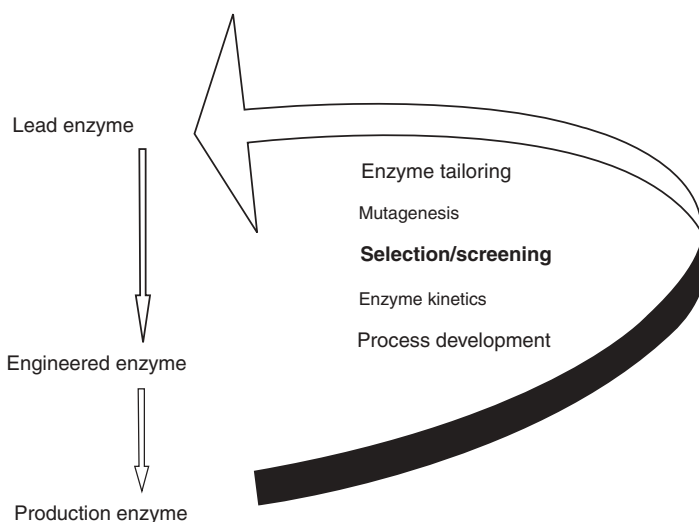 Lead enzyme
Enzyme tailoring
Mutagenesis
Selection/screening
Enzyme kinetics
Process development
Engineered enzyme
Production enzyme